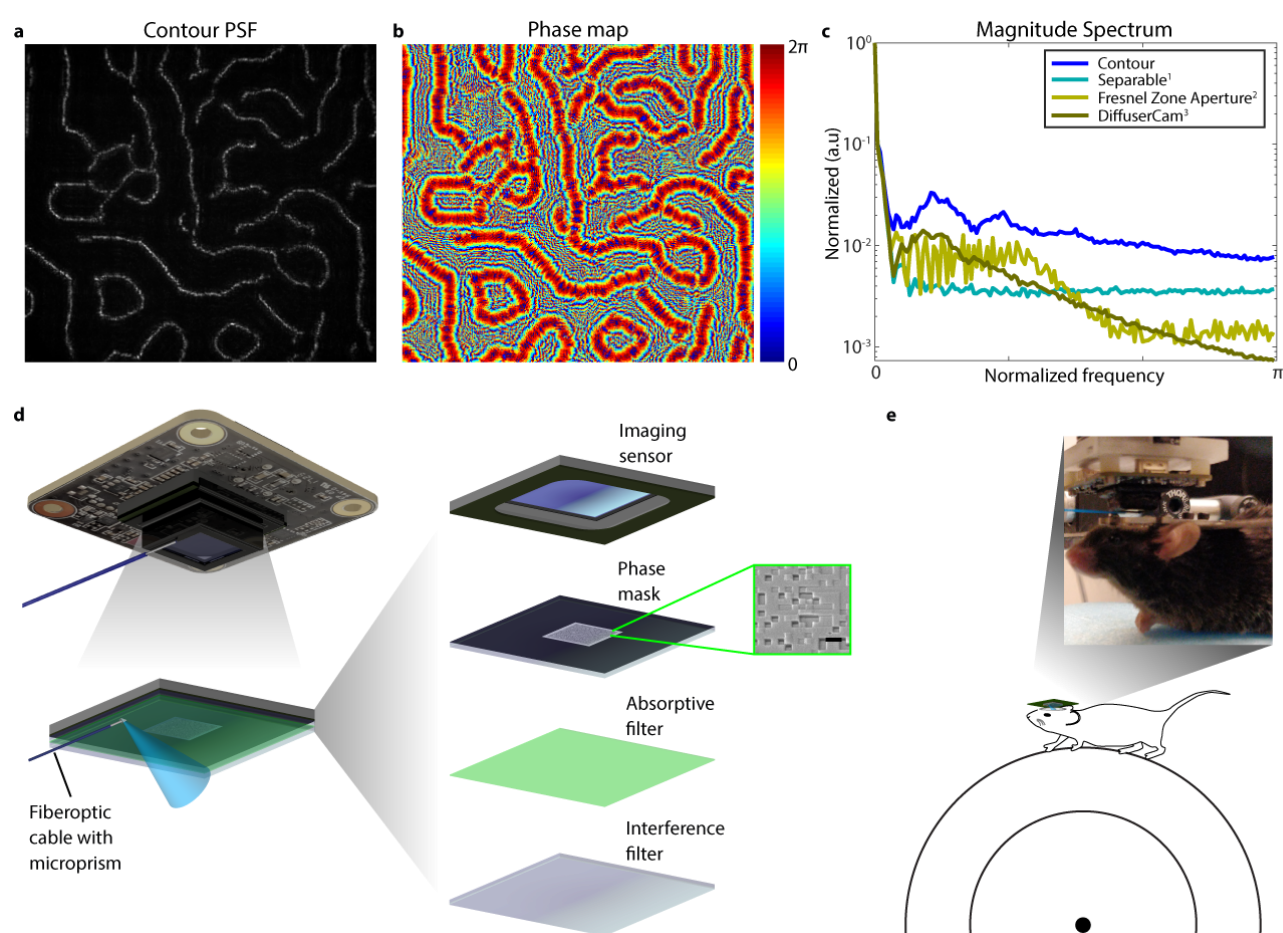 a
Contour PSF
b
Phase map
2π
0
c
Magnitude Spectrum
Normalized (a.u)
10⁰
10⁻¹
10⁻²
10⁻³
Contour
Separable¹
Fresnel Zone Aperture²
DiffuserCam³
0
π
Normalized frequency
d
Imaging
sensor
Phase
mask
Absorptive
filter
Interference
filter
Fiberoptic
cable with
microprism
e